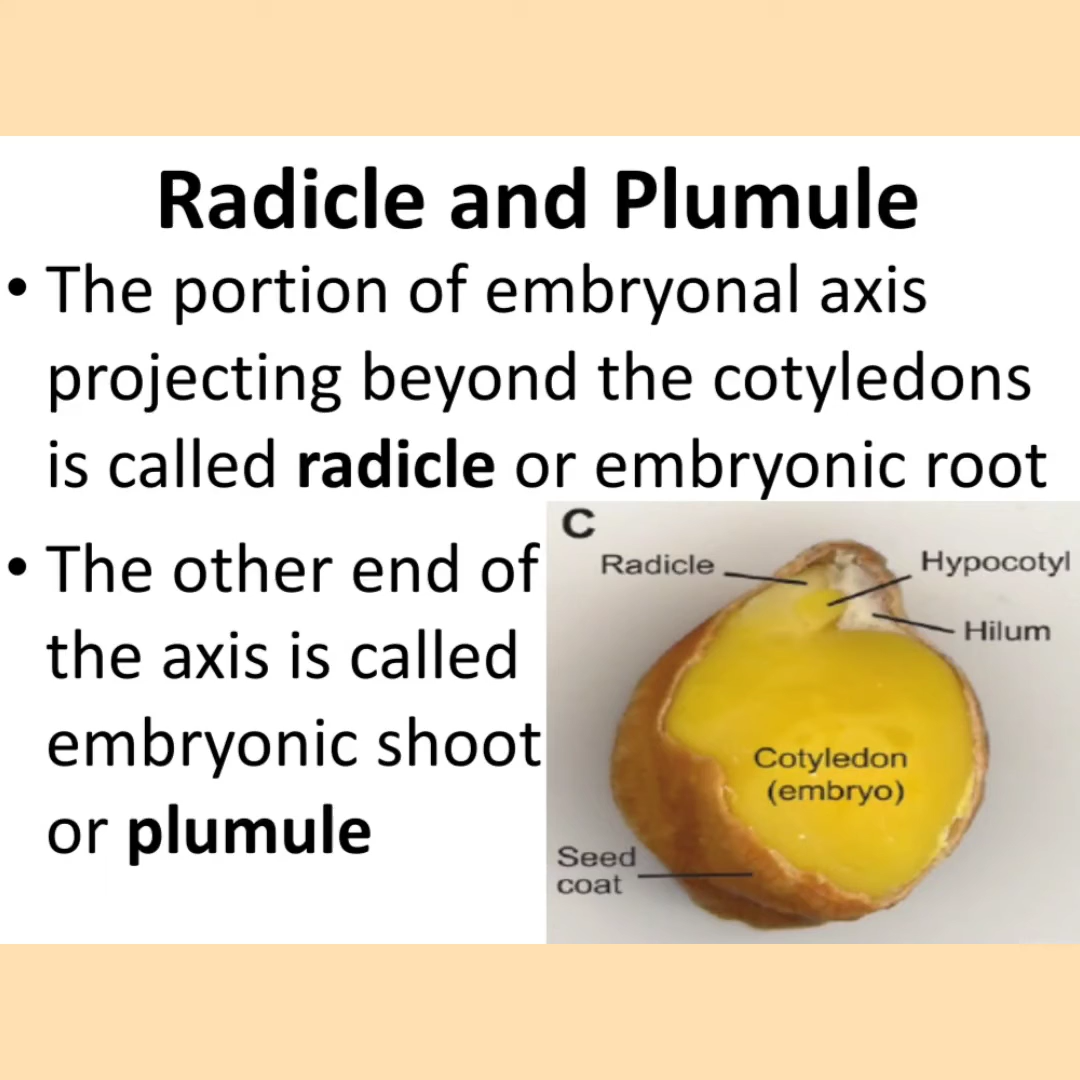 Radicle and Plumule
• The portion of embryonal axis
projecting beyond the cotyledons
is called radicle or embryonic root
• The other end of
the axis is called
embryonic shoot
or plumule
C
Radicle
Hypocotyl
Hilum
Cotyledon
(embryo)
Seed
coat